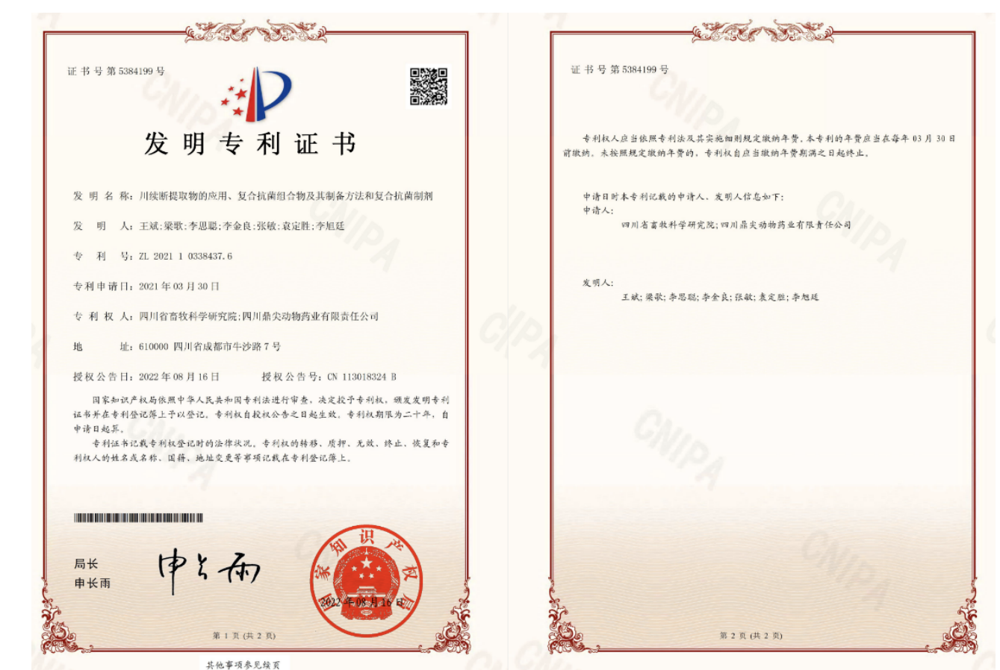 证书号第5384199号
发明专利证书
发明名称：川续断提取物的应用、复合抗菌组合物及其制备方法和复合抗菌制剂
发明人：王斌;梁歌;李思聪;李金良;张敏;袁定胜;李旭廷
专利号：ZL 2021 1 0338437.6
专利申请日：2021年03月30日
专利权人：四川省畜牧科学研究院;四川鼎尖动物药业有限责任公司
地址：610000 四川省成都市牛沙路7号
授权公告日：2022年08月16日 授权公告号：CN 113018324 B
国家知识产权局依照中华人民共和国专利法进行审查，决定授予专利权，颁发发明专利
证书并在专利登记簿上予以登记。专利权自授权公告之日起生效。专利权期限为二十年，自
申请日起算。
专利证书记载专利权登记时的法律状况。专利权的转移、质押、无效、终止、恢复和专
利权人的姓名或名称、国籍、地址变更等事项记载在专利登记簿上。
局长
申长雨
申长雨
国家知识产权局
2022年08月16日
第 1 页 (共 2 页)
其他事项参见续页
证书号第5384199号
专利权人应当依照专利法及其实施细则规定缴纳年费。本专利的年费应当在每年03月30日
前缴纳。未按照规定缴纳年费的，专利权自应当缴纳年费期满之日起终止。
申请日时本专利记载的申请人、发明人信息如下：
申请人：
四川省畜牧科学研究院;四川鼎尖动物药业有限责任公司
发明人：
王斌;梁歌;李思聪;李金良;张敏;袁定胜;李旭廷
第 2 页 (共 2 页)
CNIPA